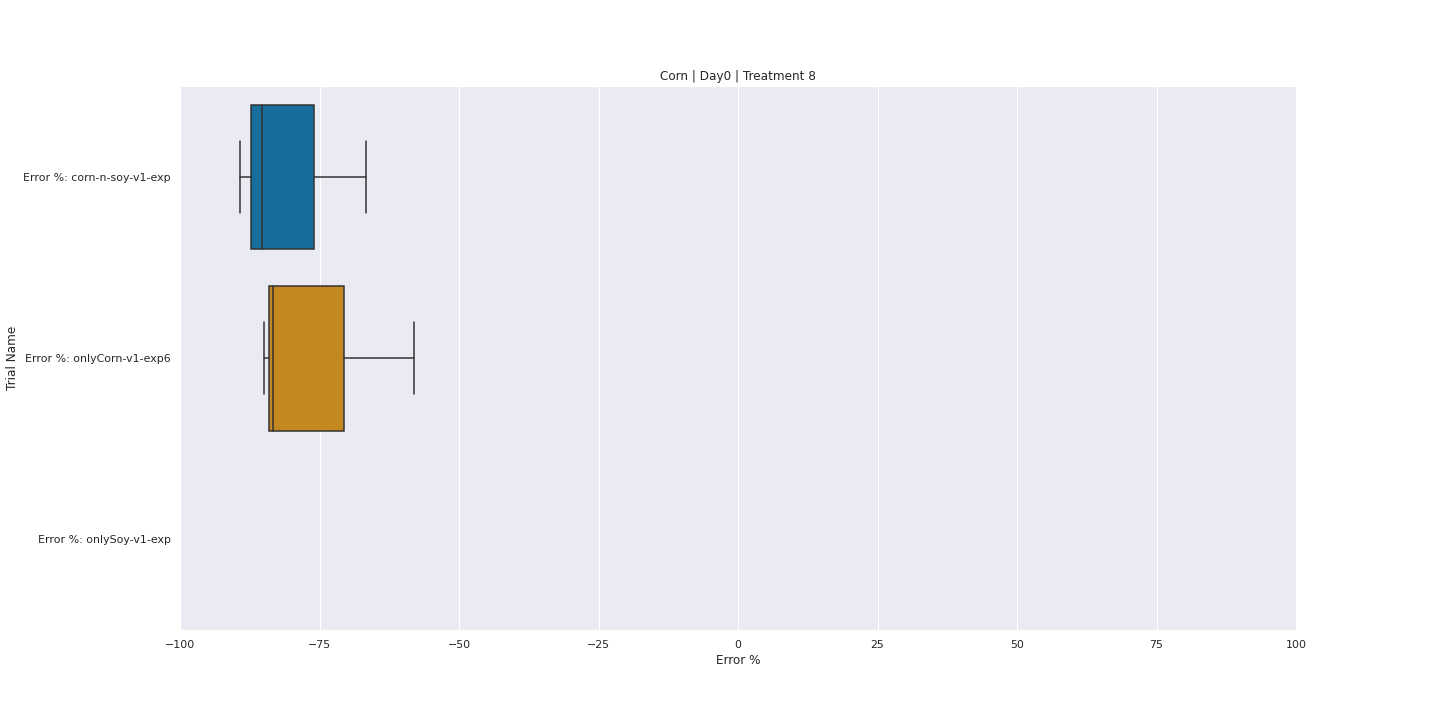 Corn | Day0 | Treatment 8
Error %: corn-n-soy-v1-exp
Error %: onlyCorn-v1-exp6
Error %: onlySoy-v1-exp
Trial Name
−100 −75 −50 −25 0 25 50 75 100
Error %